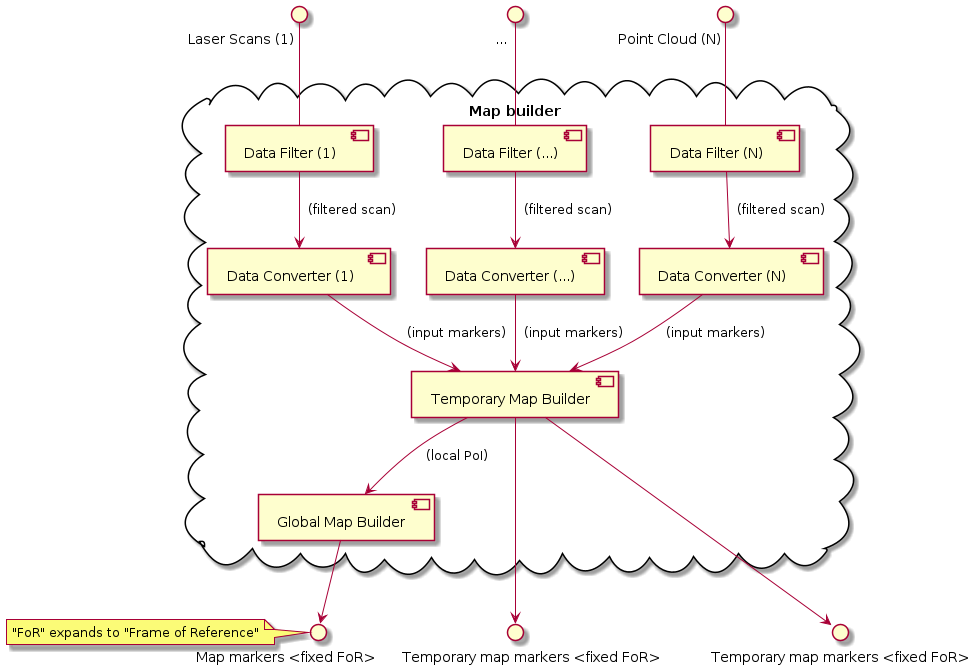 Laser Scans (1)
...
Point Cloud (N)
Map builder
Data Filter (1)
Data Filter (...)
Data Filter (N)
(filtered scan)
(filtered scan)
(filtered scan)
Data Converter (1)
Data Converter (...)
Data Converter (N)
(input markers)
(input markers)
(input markers)
Temporary Map Builder
(local PoI)
Global Map Builder
"FoR" expands to "Frame of Reference"
Map markers <fixed FoR>
Temporary map markers <fixed FoR>
Temporary map markers <fixed FoR>